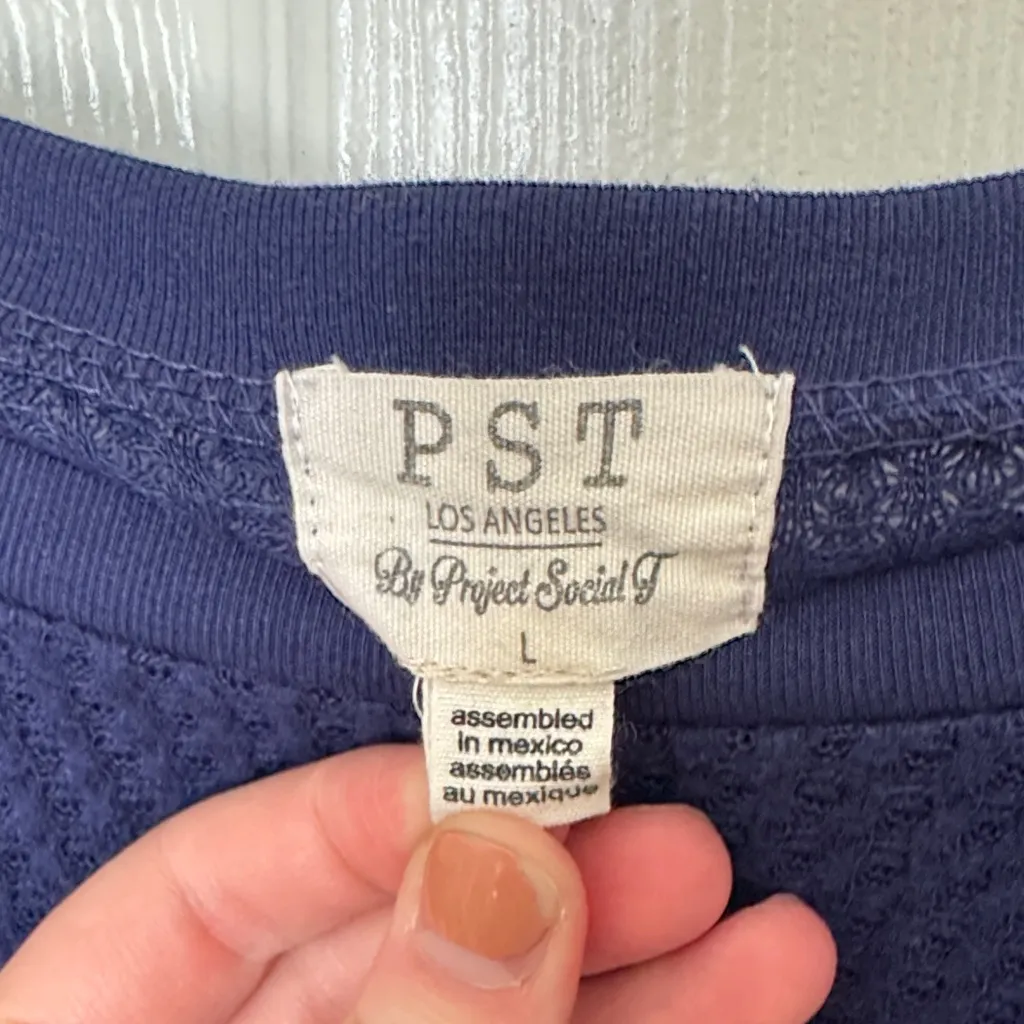 PST
LOS ANGELES
By Project Social T
L
assembled
in mexico
assemblés
au mexique